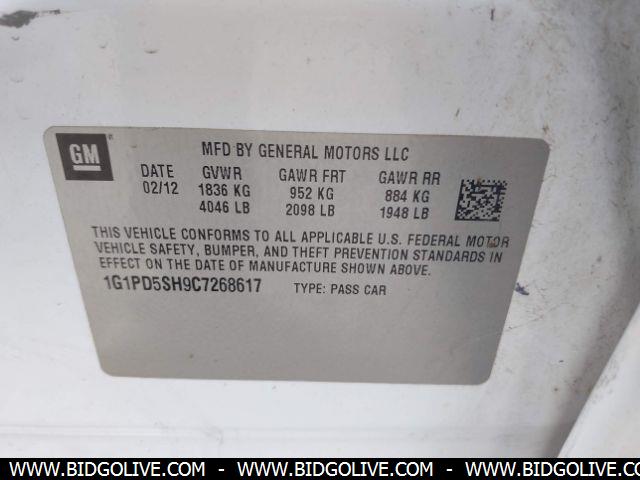 GM
MFD BY GENERAL MOTORS LLC
DATE GVWR GAWR FRT GAWR RR
02/12 1836 KG 952 KG 884 KG
4046 LB 2098 LB 1948 LB
THIS VEHICLE CONFORMS TO ALL APPLICABLE U.S. FEDERAL MOTOR
VEHICLE SAFETY, BUMPER, AND THEFT PREVENTION STANDARDS IN
EFFECT ON THE DATE OF MANUFACTURE SHOWN ABOVE.
1G1PD5SH9C7268617 TYPE: PASS CAR
WWW.BIDGOLIVE.COM - WWW.BIDGOLIVE.COM - WWW.BIDGOLIVE.COM